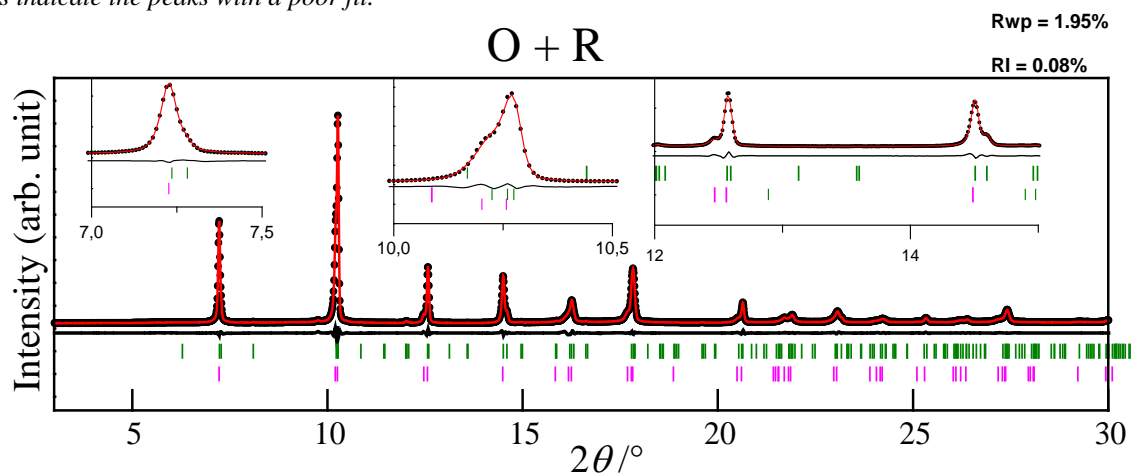 s indicate the peaks with a poor fit.
Rwp = 1.95%
O + R
RI = 0.08%
Intensity (arb. unit)
7,0 7,5
10,0 10,5
12 14
5 10 15 20 25 30
2θ/°